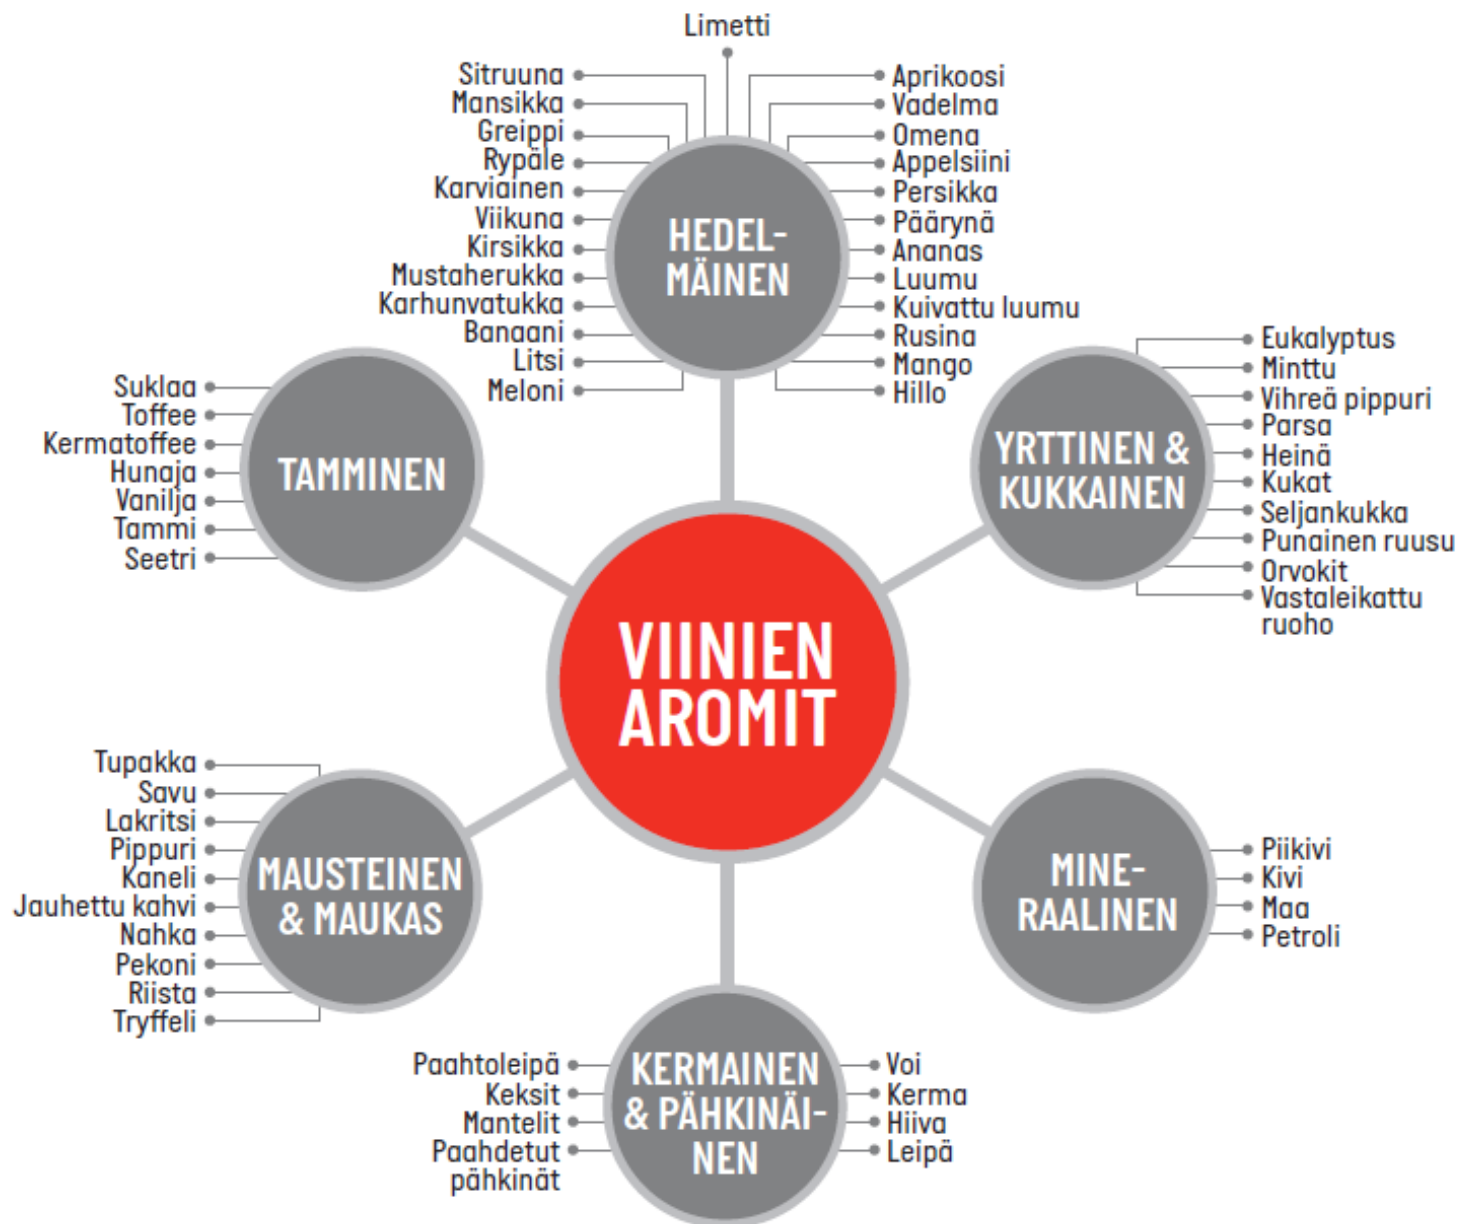 Limetti
Sitruuna
Mansikka
Greippi
Rypäle
Karviainen
Viikuna
Kirsikka
Mustaherukka
Karhunvatukka
Banaani
Litsi
Meloni
Aprikoosi
Vadelma
Omena
Appelsiini
Persikka
Päärynä
Ananas
Luumu
Kuivattu luumu
Rusina
Mango
Hillo
HEDEL-
MÄINEN
Suklaa
Toffee
Kermatoffee
Hunaja
Vanilja
Tammi
Seetri
TAMMINEN
YRTTINEN &
KUKKAINEN
Eukalyptus
Minttu
Vihreä pippuri
Parsa
Heinä
Kukat
Seljankukka
Punainen ruusu
Orvokit
Vastaleikattu
ruoho
VIINIEN
AROMIT
Tupakka
Savu
Lakritsi
Pippuri
Kaneli
Jauhettu kahvi
Nahka
Pekoni
Riista
Tryffeli
MAUSTEINEN
& MAUKAS
MINE-
RAALINEN
Piikivi
Kivi
Maa
Petroli
Paahtoleipä
Keksit
Mantelit
Paahdetut
pähkinät
KERMAINEN
& PÄHKINÄI-
NEN
Voi
Kerma
Hiiva
Leipä